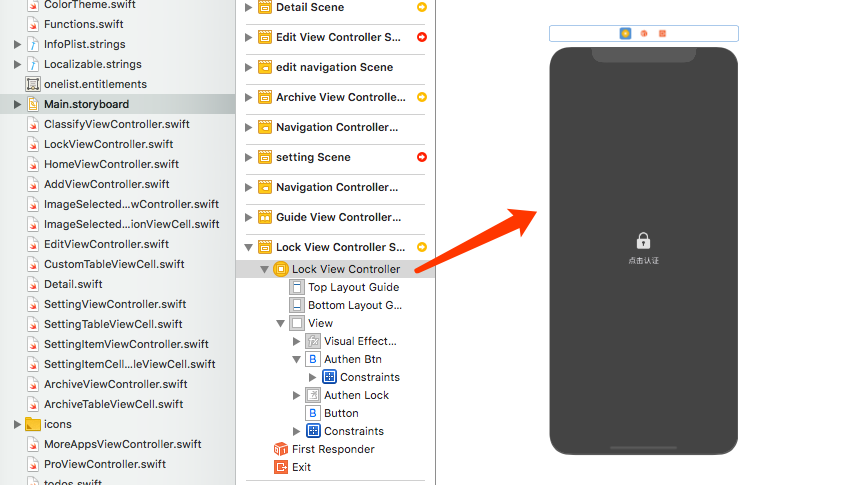 ColorTheme.swift
Functions.swift
InfoPlist.strings
Localizable.strings
onelist.entitlements
Main.storyboard
ClassifyViewController.swift
LockViewController.swift
HomeViewController.swift
AddViewController.swift
ImageSelected...wController.swift
ImageSelected...ionViewCell.swift
EditViewController.swift
CustomTableViewCell.swift
Detail.swift
SettingViewController.swift
SettingTableViewCell.swift
SettingItemViewController.swift
SettingItemCell...leViewCell.swift
ArchiveViewController.swift
ArchiveTableViewCell.swift
icons
MoreAppsViewController.swift
ProViewController.swift
todos.swift
Detail Scene
Edit View Controller S...
edit navigation Scene
Archive View Controlle...
Navigation Controller...
setting Scene
Navigation Controller...
Guide View Controller...
Lock View Controller S...
Lock View Controller
Top Layout Guide
Bottom Layout G...
View
Visual Effect...
B Authen Btn
Constraints
Authen Lock
B Button
Constraints
First Responder
Exit
点击认证